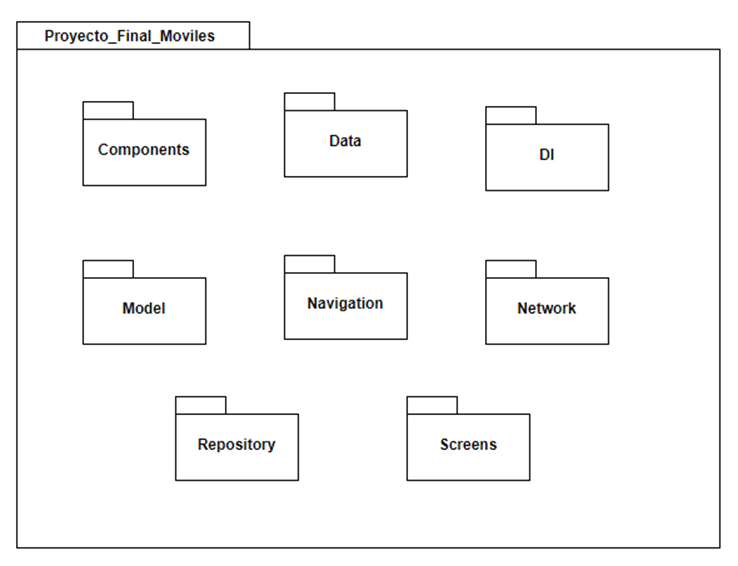 Proyecto_Final_Moviles
Components
Data
DI
Model
Navigation
Network
Repository
Screens